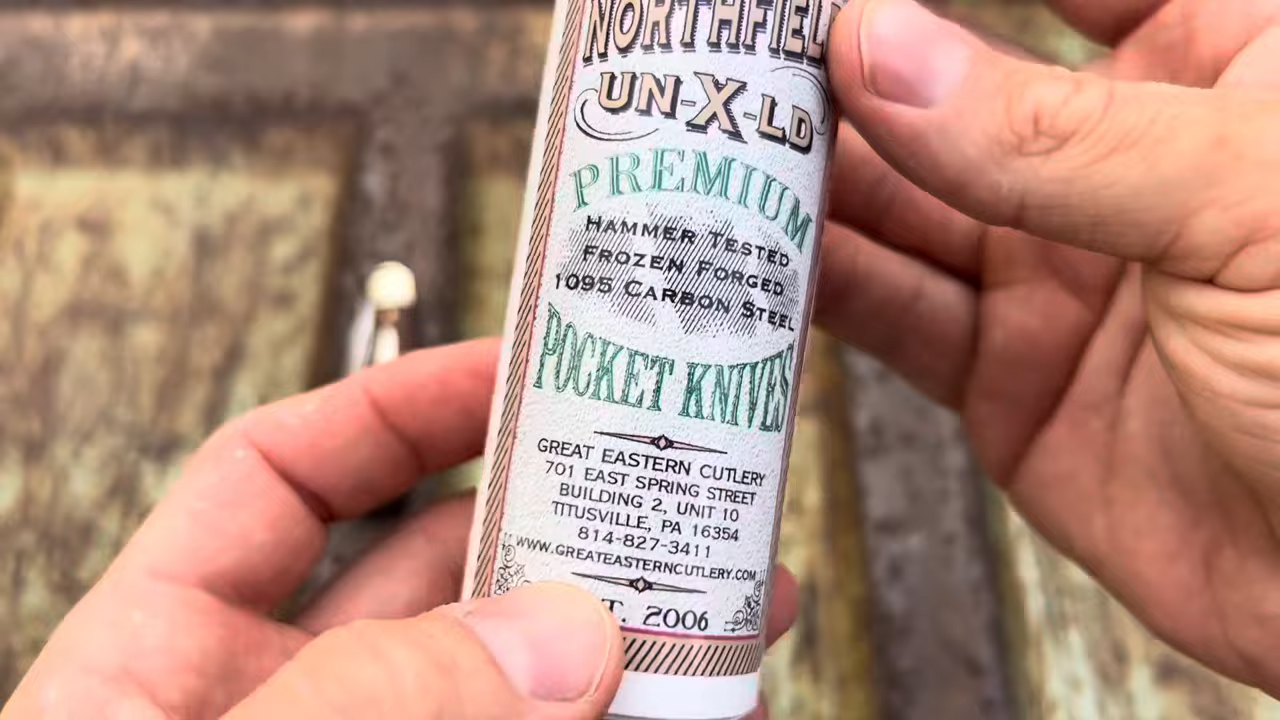 NORTHFIEL
UN-X-LD
PREMIUM
HAMMER TESTED
FROZEN FORGED
1095 CARBON STEEL
POCKET KNIVES
GREAT EASTERN CUTLERY
701 EAST SPRING STREET
BUILDING 2, UNIT 10
TITUSVILLE, PA 16354
814-827-3411
WWW.GREATEASTERNCUTLERY.COM
T. 2006